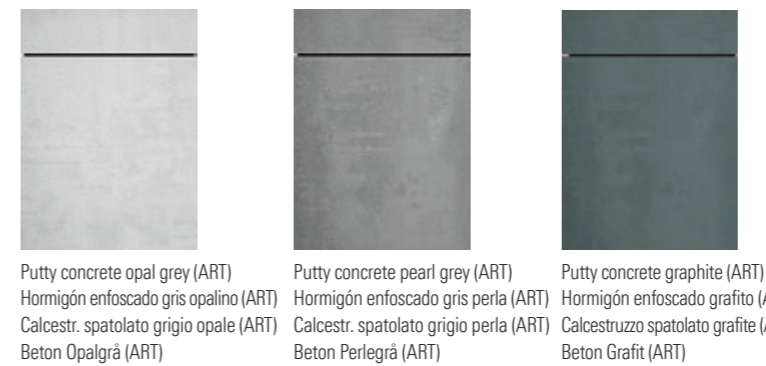 Putty concrete opal grey (ART)
Hormigón enfoscado gris opalino (ART)
Calcestr. spatolato grigio opale (ART)
Beton Opalgrå (ART)
Putty concrete pearl grey (ART)
Hormigón enfoscado gris perla (ART)
Calcestr. spatolato grigio perla (ART)
Beton Perlegrå (ART)
Putty concrete graphite (ART)
Hormigón enfoscado grafito (
Calcestruzzo spatolato grafite (
Beton Grafit (ART)